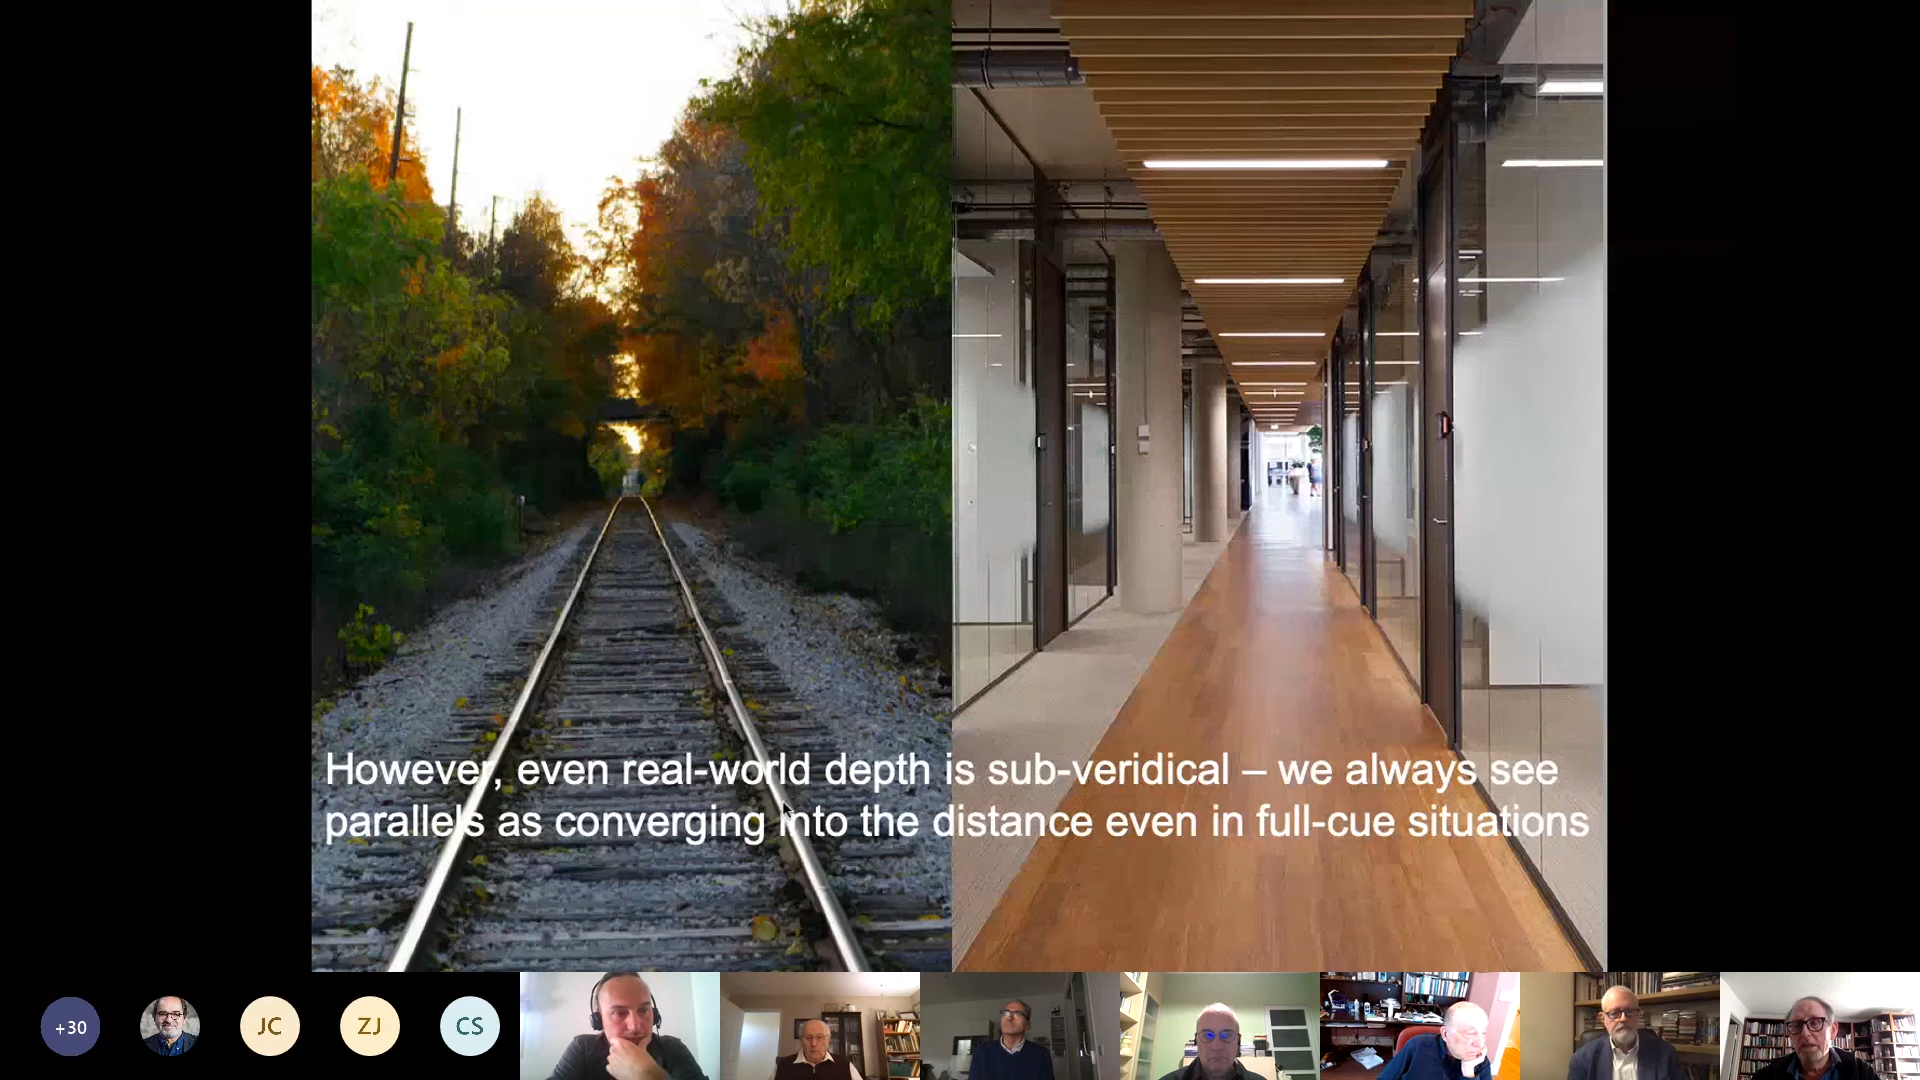 However, even real-world depth is sub-veridical – we always see
parallels as converging into the distance even in full-cue situations
+30
JC
ZJ
CS